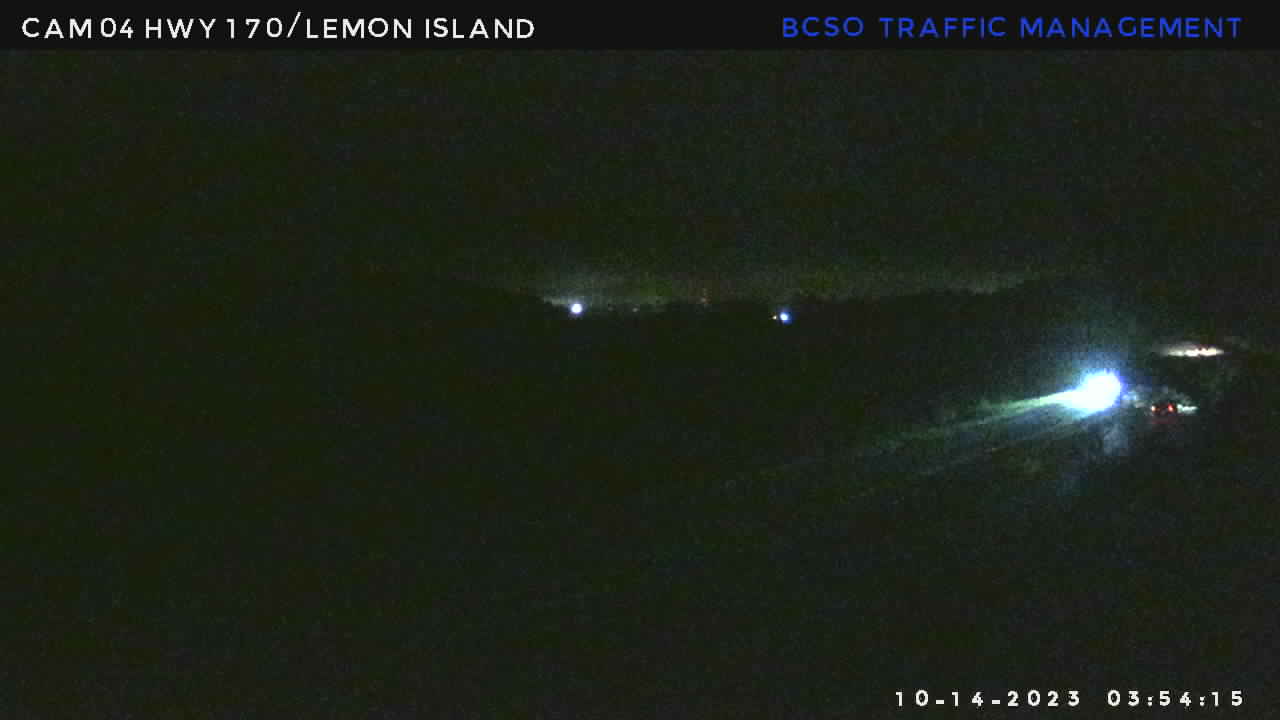 CAM04 HWY 170/LEMON ISLAND
BCSO TRAFFIC MANAGEMENT
10-14-2023 03:54:15